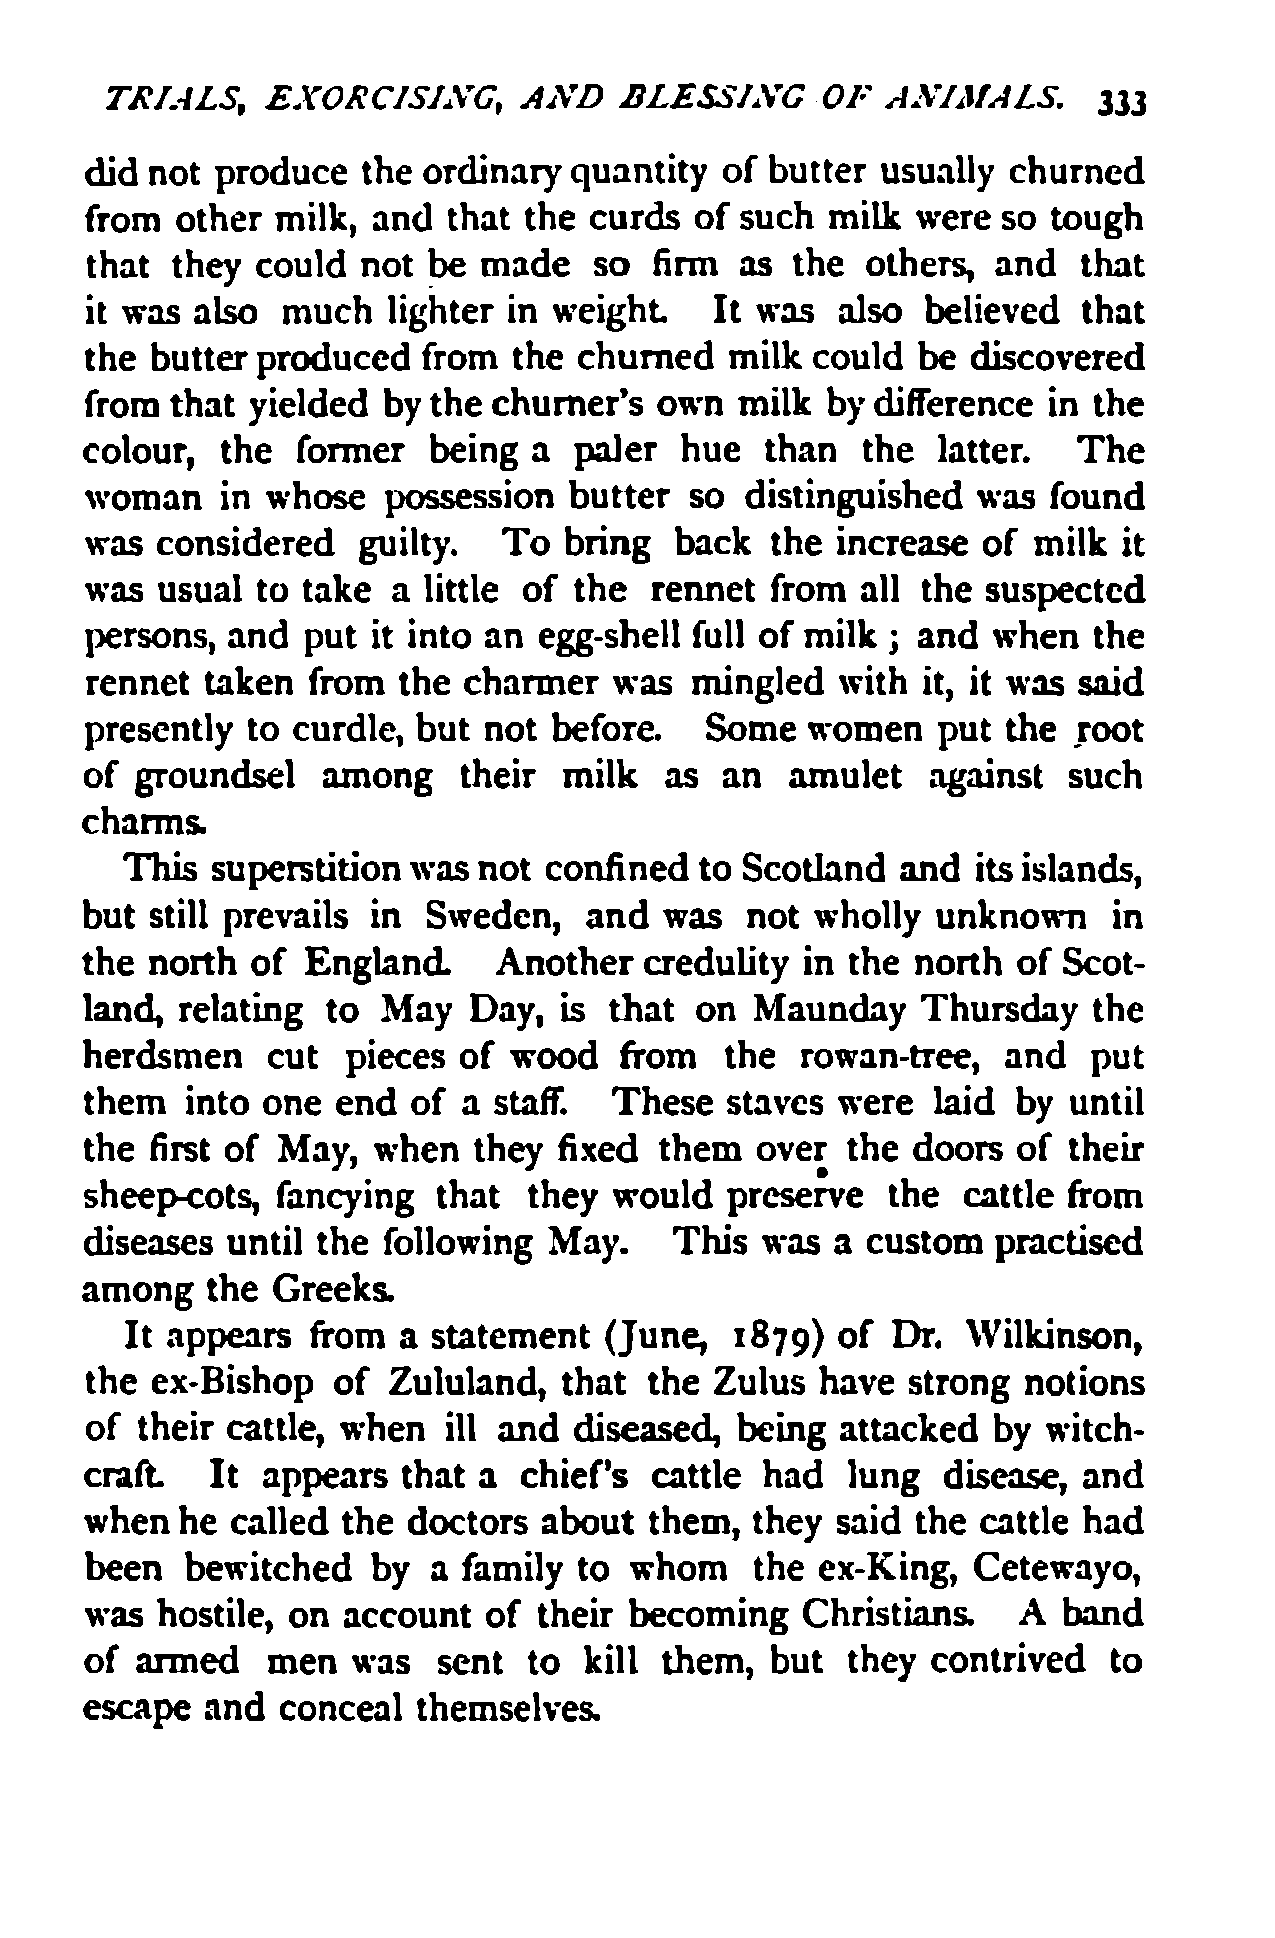 TRIALS, EXORCISING, AND BLESSING OF ANIMALS. 333
did not produce the ordinary quantity of butter usually churned
from other milk, and that the curds of such milk were so tough
that they could not be made so firm as the others, and that
it was also much lighter in weight. It was also believed that
the butter produced from the churned milk could be discovered
from that yielded by the churner's own milk by difference in the
colour, the former being a paler hue than the latter. The
woman in whose possession butter so distinguished was found
was considered guilty. To bring back the increase of milk it
was usual to take a little of the rennet from all the suspected
persons, and put it into an egg-shell full of milk ; and when the
rennet taken from the charmer was mingled with it, it was said
presently to curdle, but not before. Some women put the root
of groundsel among their milk as an amulet against such
charms.
This superstition was not confined to Scotland and its islands,
but still prevails in Sweden, and was not wholly unknown in
the north of England. Another credulity in the north of Scot-
land, relating to May Day, is that on Maunday Thursday the
herdsmen cut pieces of wood from the rowan-tree, and put
them into one end of a staff. These staves were laid by until
the first of May, when they fixed them over the doors of their
sheep-cots, fancying that they would preserve the cattle from
diseases until the following May. This was a custom practised
among the Greeks.
It appears from a statement (June, 1879) of Dr. Wilkinson,
the ex-Bishop of Zululand, that the Zulus have strong notions
of their cattle, when ill and diseased, being attacked by witch-
craft. It appears that a chief's cattle had lung disease, and
when he called the doctors about them, they said the cattle had
been bewitched by a family to whom the ex-King, Cetewayo,
was hostile, on account of their becoming Christians. A band
of armed men was sent to kill them, but they contrived to
escape and conceal themselves.